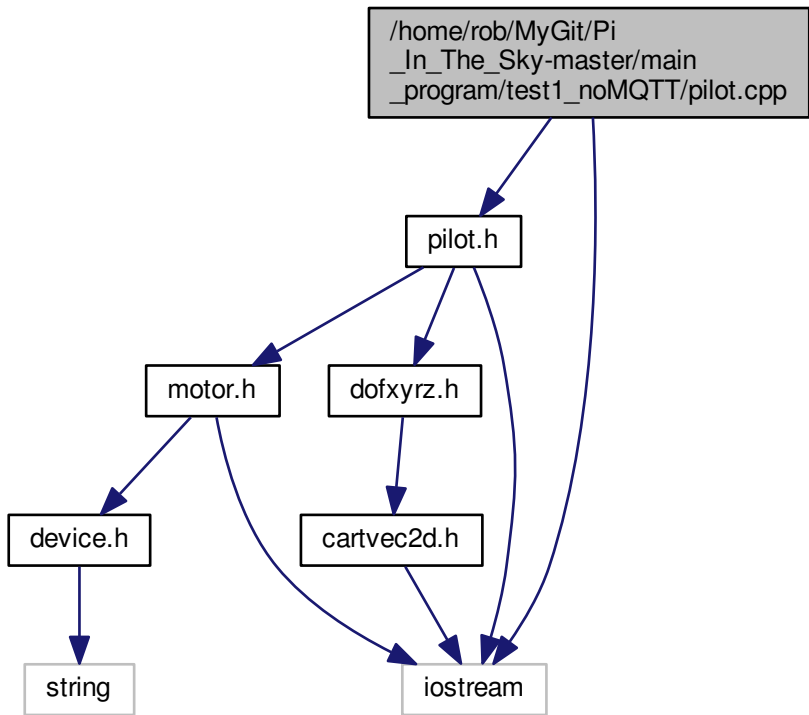 /home/rob/MyGit/Pi
_In_The_Sky-master/main
_program/test1_noMQTT/pilot.cpp
pilot.h
motor.h
dofxyrz.h
device.h
cartvec2d.h
string
iostream